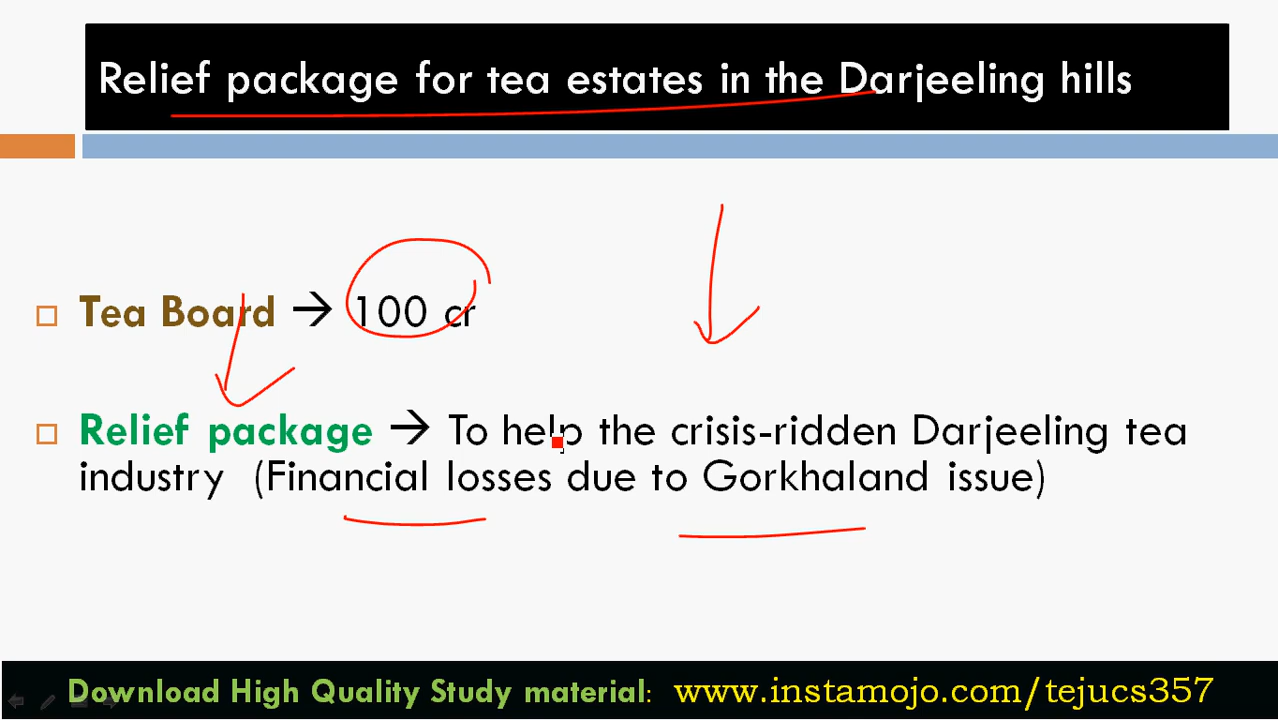 Relief package for tea estates in the Darjeeling hills
Tea Board → 100 cr
Relief package → To help the crisis-ridden Darjeeling tea
industry (Financial losses due to Gorkhaland issue)
Download High Quality Study material: www.instamojo.com/tejucs357